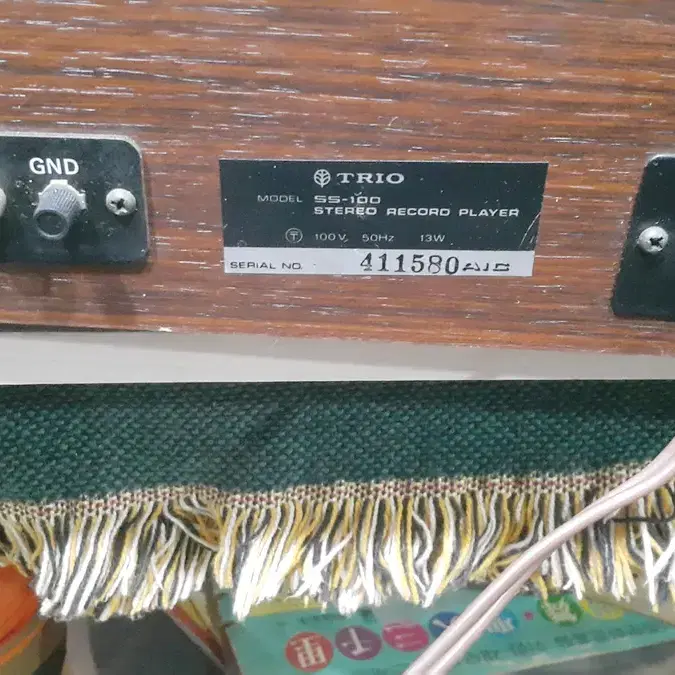 GND
TRIO
MODEL SS-100
STEREO RECORD PLAYER
T 100V 50Hz 13W
SERIAL NO. 411580